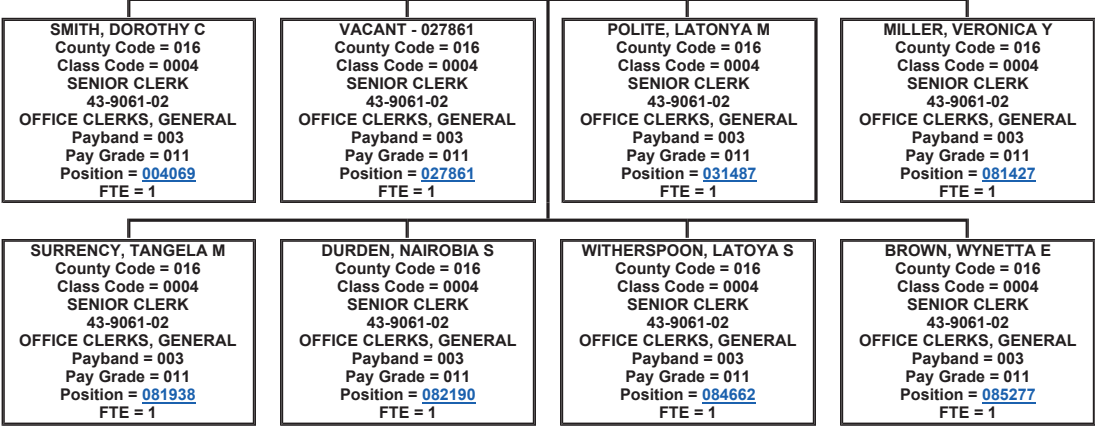 SMITH, DOROTHY C
County Code = 016
Class Code = 0004
SENIOR CLERK
43-9061-02
OFFICE CLERKS, GENERAL
Payband = 003
Pay Grade = 011
Position = 004069
FTE = 1
VACANT - 027861
County Code = 016
Class Code = 0004
SENIOR CLERK
43-9061-02
OFFICE CLERKS, GENERAL
Payband = 003
Pay Grade = 011
Position = 027861
FTE = 1
POLITE, LATONYA M
County Code = 016
Class Code = 0004
SENIOR CLERK
43-9061-02
OFFICE CLERKS, GENERAL
Payband = 003
Pay Grade = 011
Position = 031487
FTE = 1
MILLER, VERONICA Y
County Code = 016
Class Code = 0004
SENIOR CLERK
43-9061-02
OFFICE CLERKS, GENERAL
Payband = 003
Pay Grade = 011
Position = 081427
FTE = 1
SURRENCY, TANGELA M
County Code = 016
Class Code = 0004
SENIOR CLERK
43-9061-02
OFFICE CLERKS, GENERAL
Payband = 003
Pay Grade = 011
Position = 081938
FTE = 1
DURDEN, NAIROBIA S
County Code = 016
Class Code = 0004
SENIOR CLERK
43-9061-02
OFFICE CLERKS, GENERAL
Payband = 003
Pay Grade = 011
Position = 082190
FTE = 1
WITHERSPOON, LATOYA S
County Code = 016
Class Code = 0004
SENIOR CLERK
43-9061-02
OFFICE CLERKS, GENERAL
Payband = 003
Pay Grade = 011
Position = 084662
FTE = 1
BROWN, WYNETTA E
County Code = 016
Class Code = 0004
SENIOR CLERK
43-9061-02
OFFICE CLERKS, GENERAL
Payband = 003
Pay Grade = 011
Position = 085277
FTE = 1